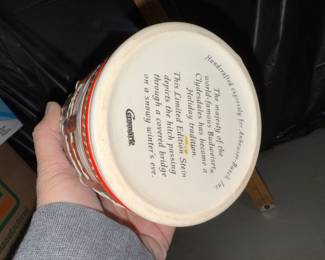 Handcrafted especially for Anheuser-Busch, Inc.
The majesty of the
world-famous Budweiser
Clydesdales has become a
Holiday tradition.
This Limited Edition Stein
depicts the hitch passing
through a covered bridge
on a snowy winter's eve.
Ceramarte